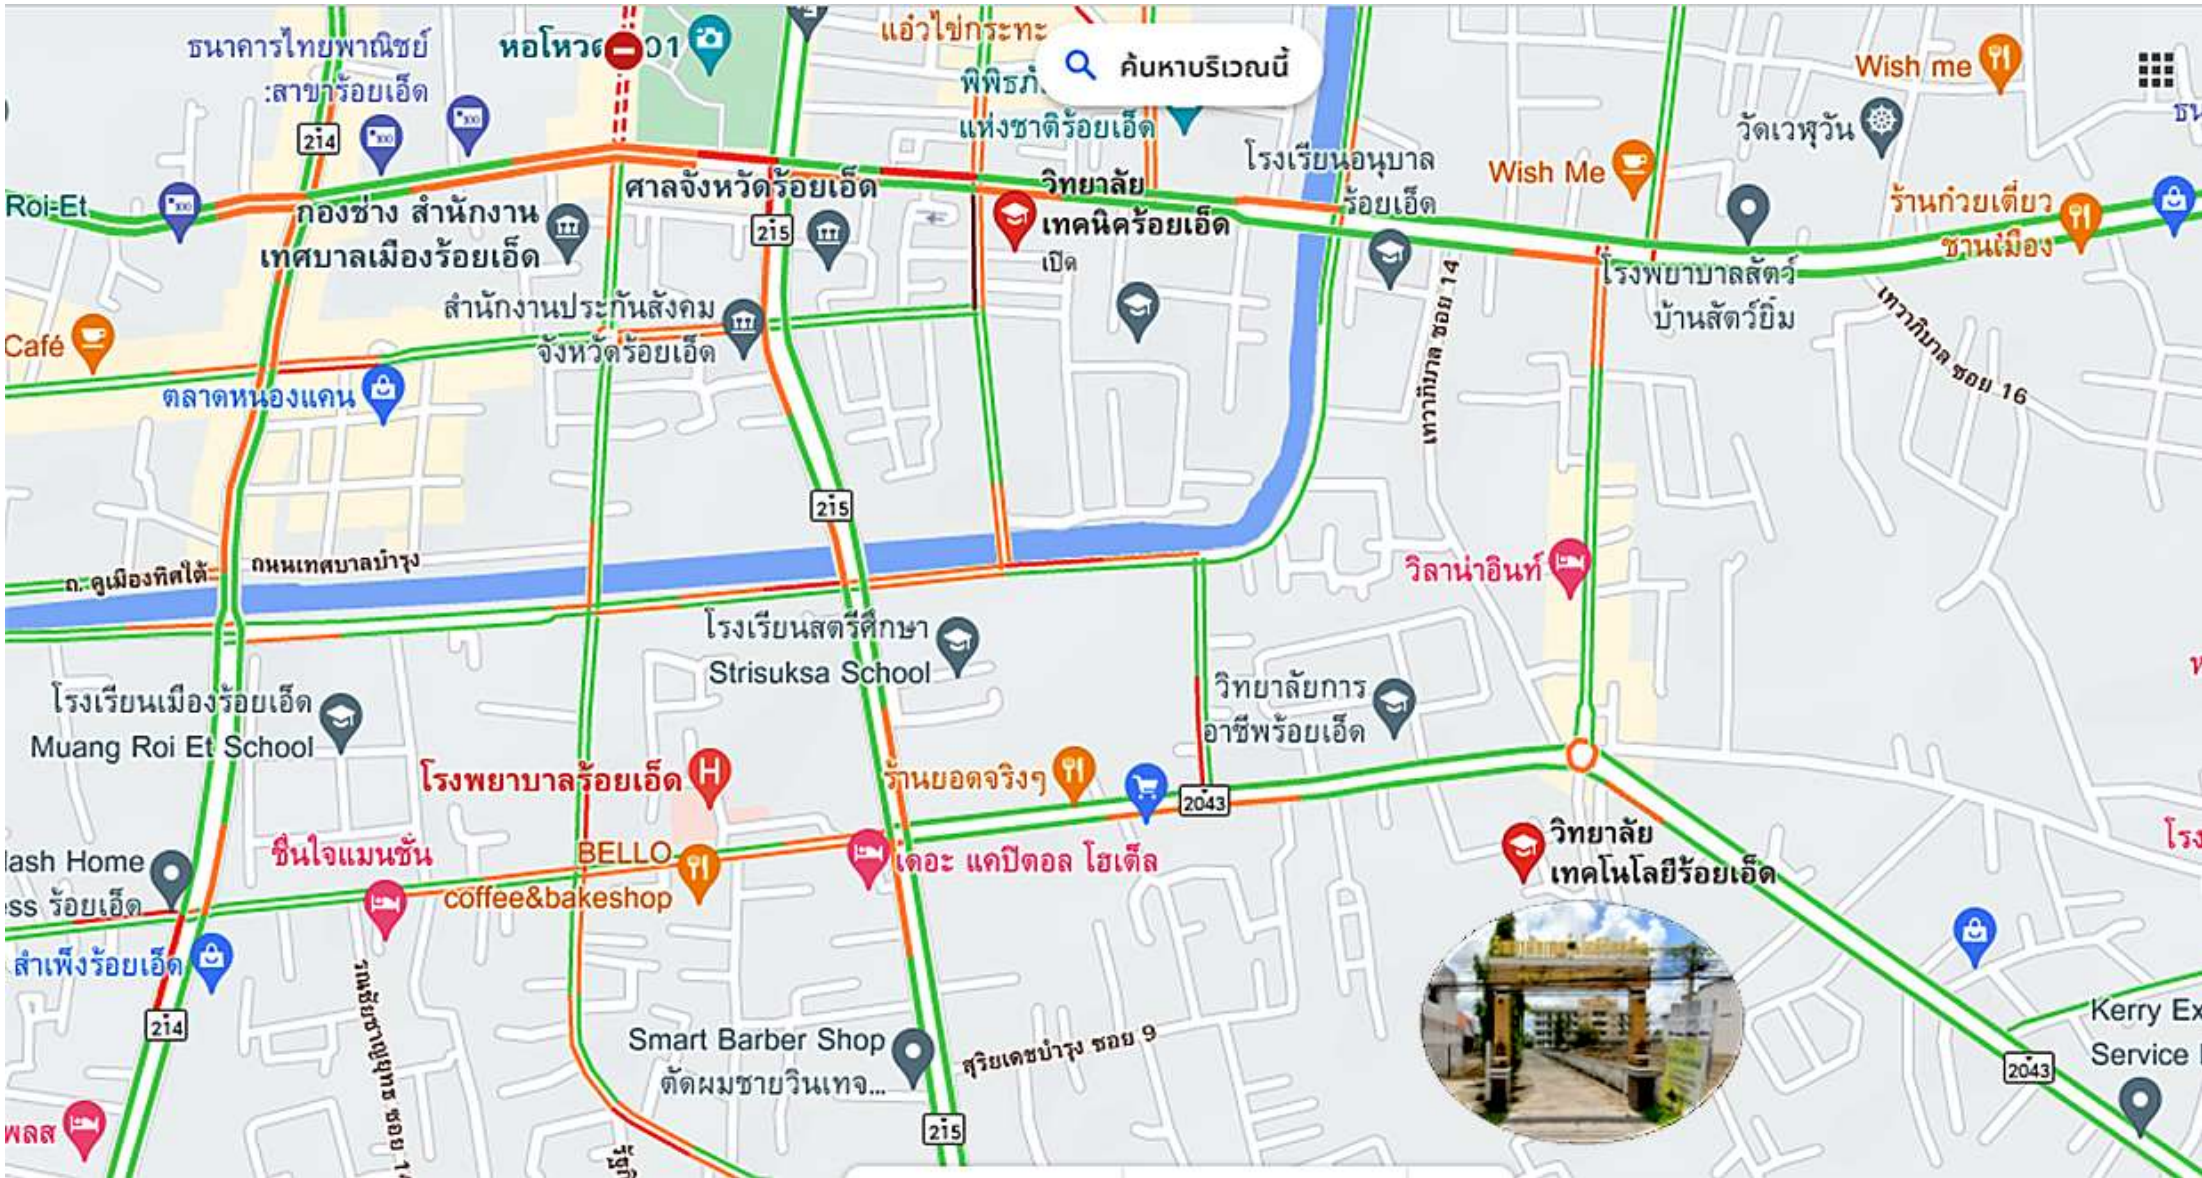 ธนาคารไทยพาณิชย์
:สาขาร้อยเอ็ด
แอ๋วไข่กระทะ
ค้นหาบริเวณนี้
แห่งชาติร้อยเอ็ด
Wish me
วัดเวฬุวัน
214
Roi-Et
กองช่าง สำนักงาน
เทศบาลเมืองร้อยเอ็ด
ศาลจังหวัดร้อยเอ็ด
215
วิทยาลัย
เทคนิคร้อยเอ็ด
เปิด
โรงเรียนอนุบาล
ร้อยเอ็ด
Wish Me
ร้านก๋วยเตี๋ยว
ชานเมือง
โรงพยาบาลสัตว์
บ้านสัตว์ยิ้ม
เทวาภิบาล ซอย 14
เทวาภิบาล ซอย 16
สำนักงานประกันสังคม
จังหวัดร้อยเอ็ด
Café
ตลาดหนองแคน
215
ถ. คูเมืองทิศใต้
ถนนเทศบาลบำรุง
วิลาน่าอินท์
โรงเรียนสตรีศึกษา
Strisuksa School
โรงเรียนเมืองร้อยเอ็ด
Muang Roi Et School
วิทยาลัยการ
อาชีพร้อยเอ็ด
โรงพยาบาลร้อยเอ็ด
ร้านยอดจริงๆ
2043
ชื่นใจแมนชั่น
BELLO
coffee&bakeshop
เดอะ แคปิตอล โฮเต็ล
วิทยาลัย
เทคโนโลยีร้อยเอ็ด
Home
ร้อยเอ็ด
สำเพ็งร้อยเอ็ด
214
รณชัยชาญยุทธ ซอย 14
Smart Barber Shop
ตัดผมชายวินเทจ...
สุริยเดชบำรุง ซอย 9
215
Kerry
Service
2043